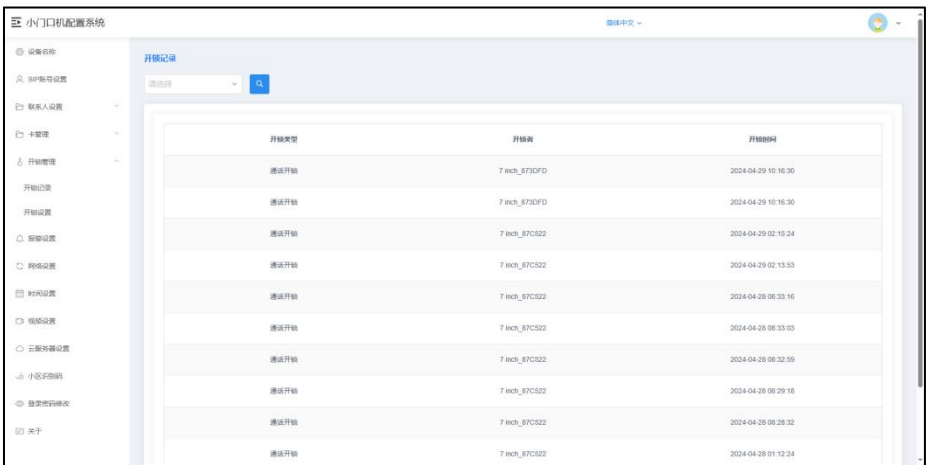 小门口机配置系统
简体中文
设备名称
SIP账号设置
联系人设置
卡管理
开锁管理
开锁记录
开锁设置
报警设置
网络设置
时间设置
视频设置
云服务器设置
小区识别码
登录密码修改
关于
开锁记录
请选择
开锁类型 开锁者 开锁时间
通话开锁 7 inch_873DFD 2024-04-29 10:16:30
通话开锁 7 inch_873DFD 2024-04-29 10:16:30
通话开锁 7 inch_87C522 2024-04-29 02:15:24
通话开锁 7 inch_87C522 2024-04-29 02:13:53
通话开锁 7 inch_87C522 2024-04-28 08:33:16
通话开锁 7 inch_87C522 2024-04-28 08:33:03
通话开锁 7 inch_87C522 2024-04-28 08:32:59
通话开锁 7 inch_87C522 2024-04-28 08:29:18
通话开锁 7 inch_87C522 2024-04-28 08:28:32
通话开锁 7 inch_87C522 2024-04-28 01:12:24